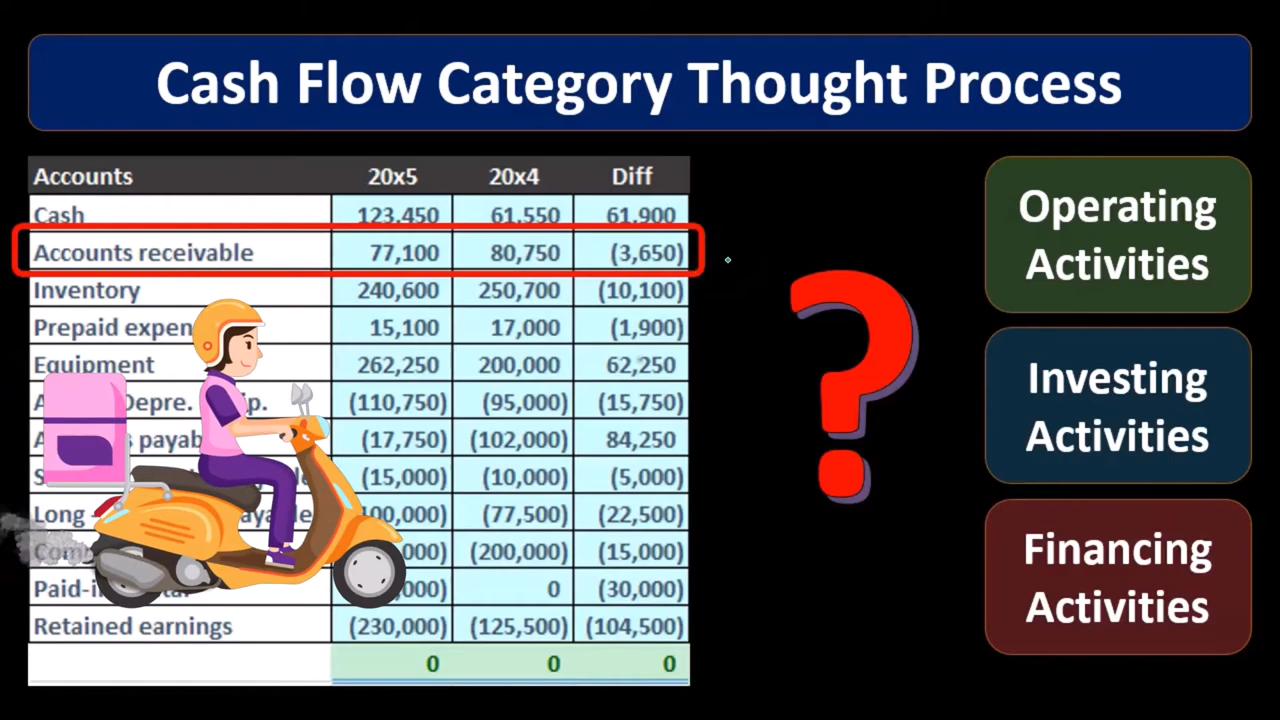 Cash Flow Category Thought Process
Accounts 20x5 20x4 Diff
Cash 123,450 61,550 61,900
Accounts receivable 77,100 80,750 (3,650)
Inventory 240,600 250,700 (10,100)
Prepaid 15,100 17,000 (1,900)
Equipment 262,250 200,000 62,250
Depre. (110,750) (95,000) (15,750)
(17,750) (102,000) 84,250
(15,000) (10,000) (5,000)
Long (77,500) (22,500)
(200,000) (15,000)
0 (30,000)
Retained earnings (230,000) (125,500) (104,500)
0 0 0
?
Operating
Activities
Investing
Activities
Financing
Activities